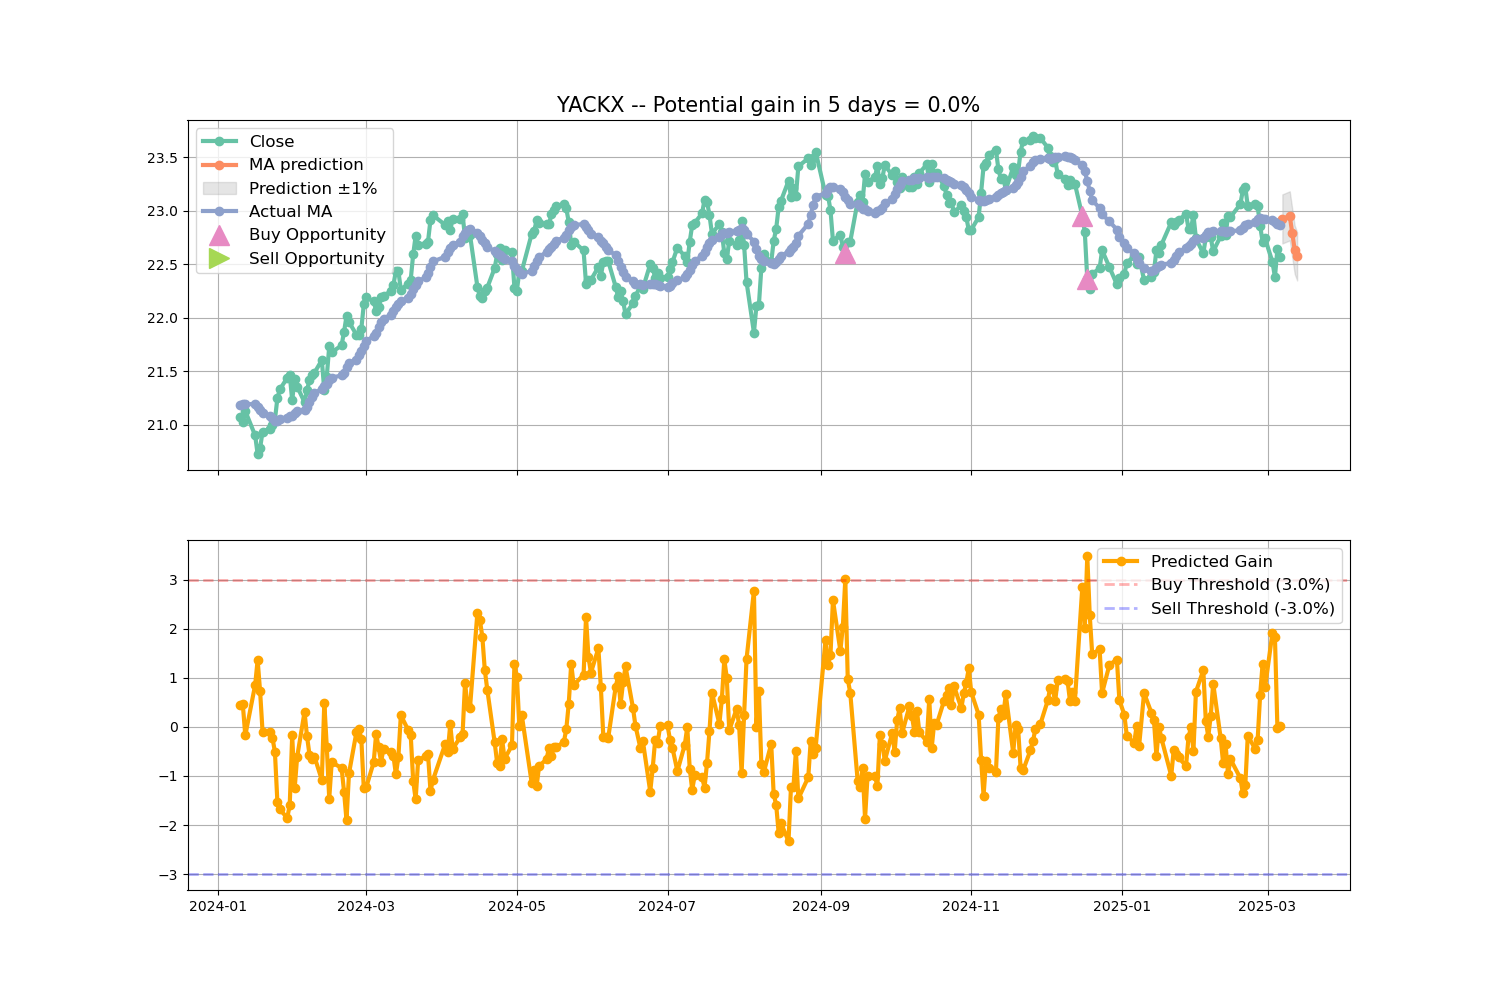 YACKX -- Potential gain in 5 days = 0.0%
Close
MA prediction
Prediction ±1%
Actual MA
Buy Opportunity
Sell Opportunity
23.5
23.0
22.5
22.0
21.5
21.0
Predicted Gain
Buy Threshold (3.0%)
Sell Threshold (-3.0%)
3
2
1
0
−1
−2
−3
2024-01 2024-03 2024-05 2024-07 2024-09 2024-11 2025-01 2025-03